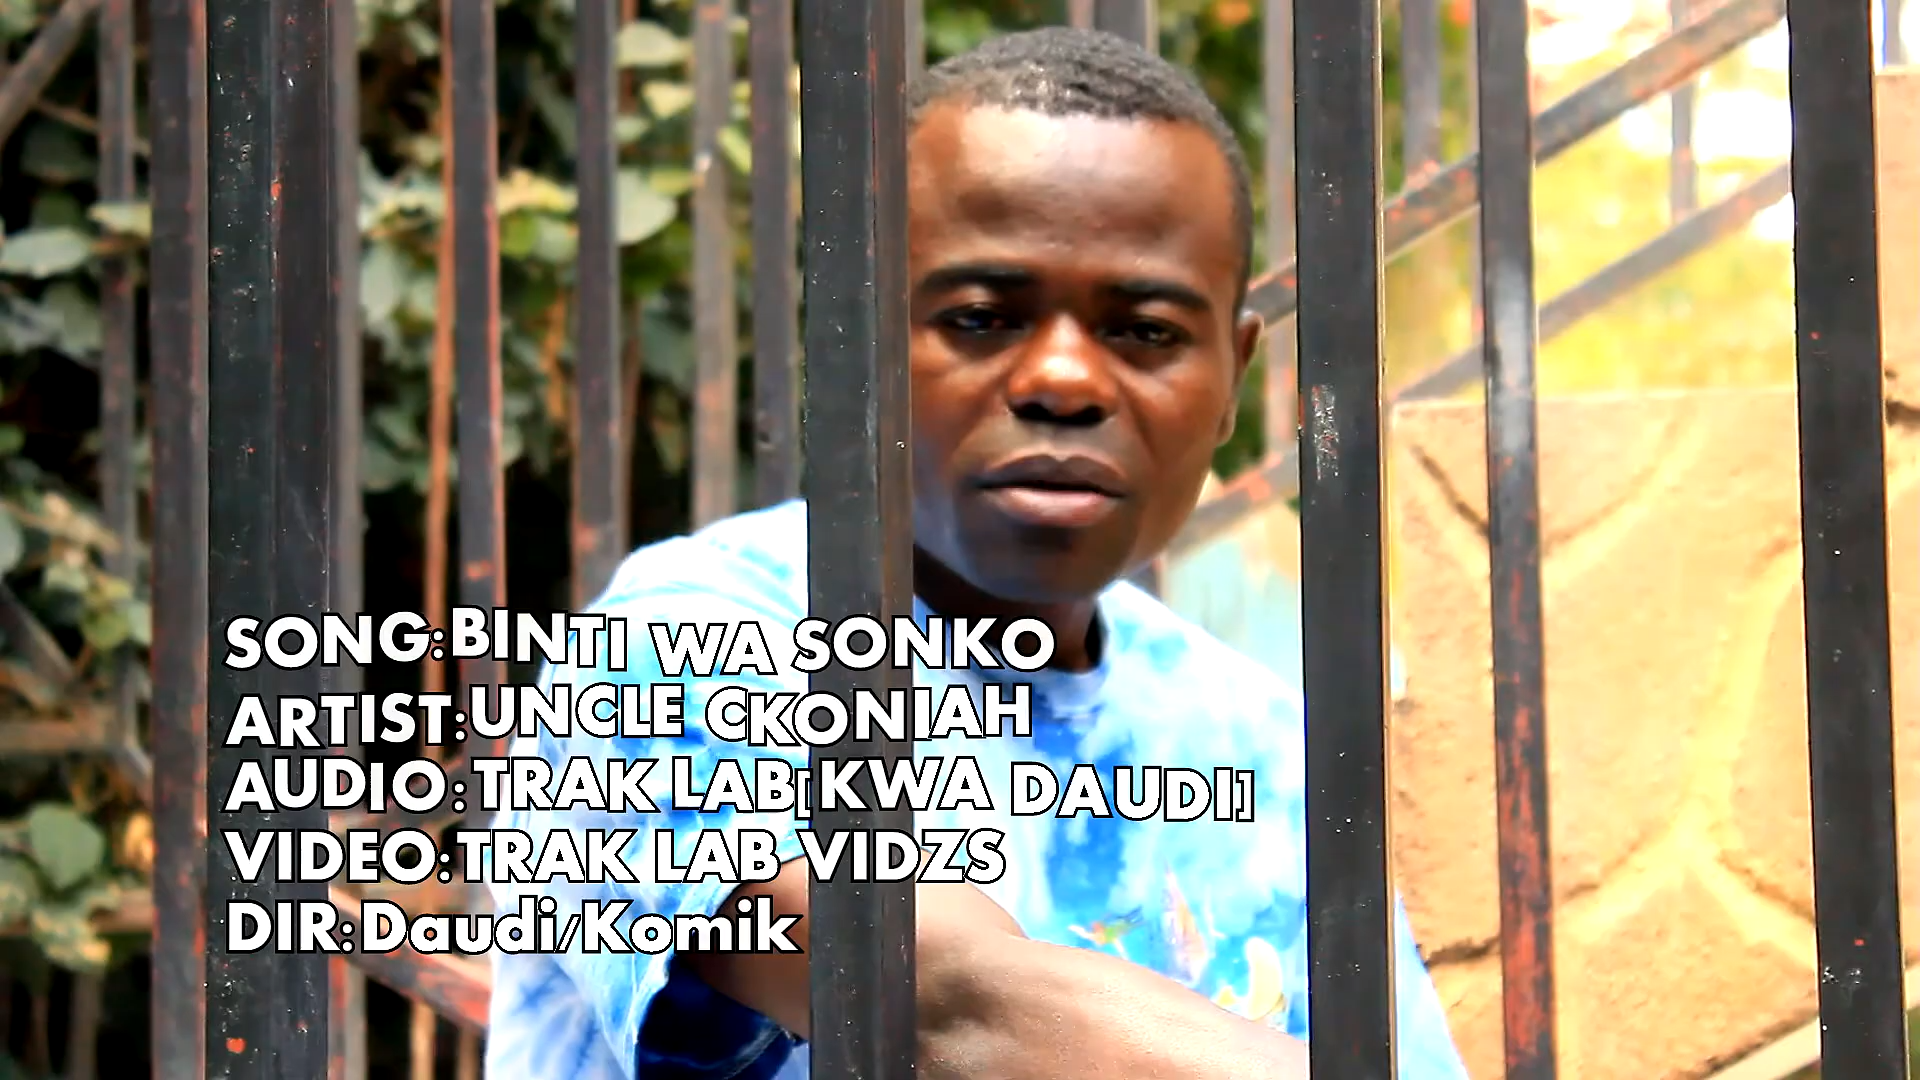 SONG:BINTI WA SONKO
ARTIST:UNCLE CKONIAH
AUDIO:TRAK LAB[KWA DAUDI]
VIDEO:TRAK LAB VIDZS
DIR:Daudi/Komik